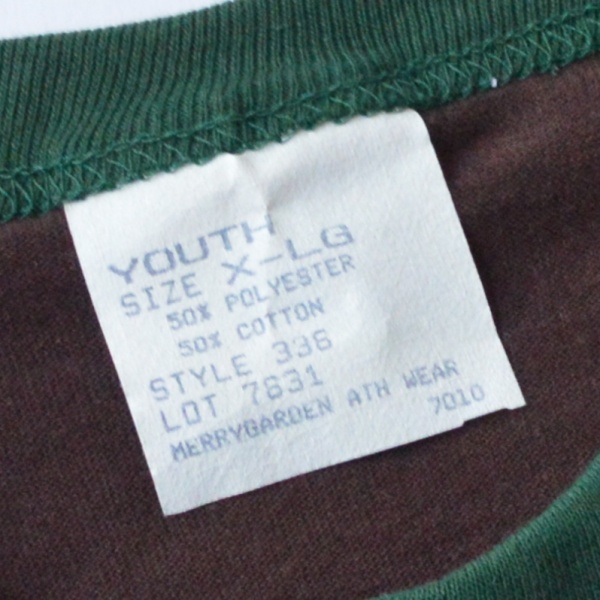 YOUTH
SIZE X-LG
50% POLYESTER
50% COTTON
STYLE 336
LOT 7631
MERRYGARDEN ATH WEAR
7010